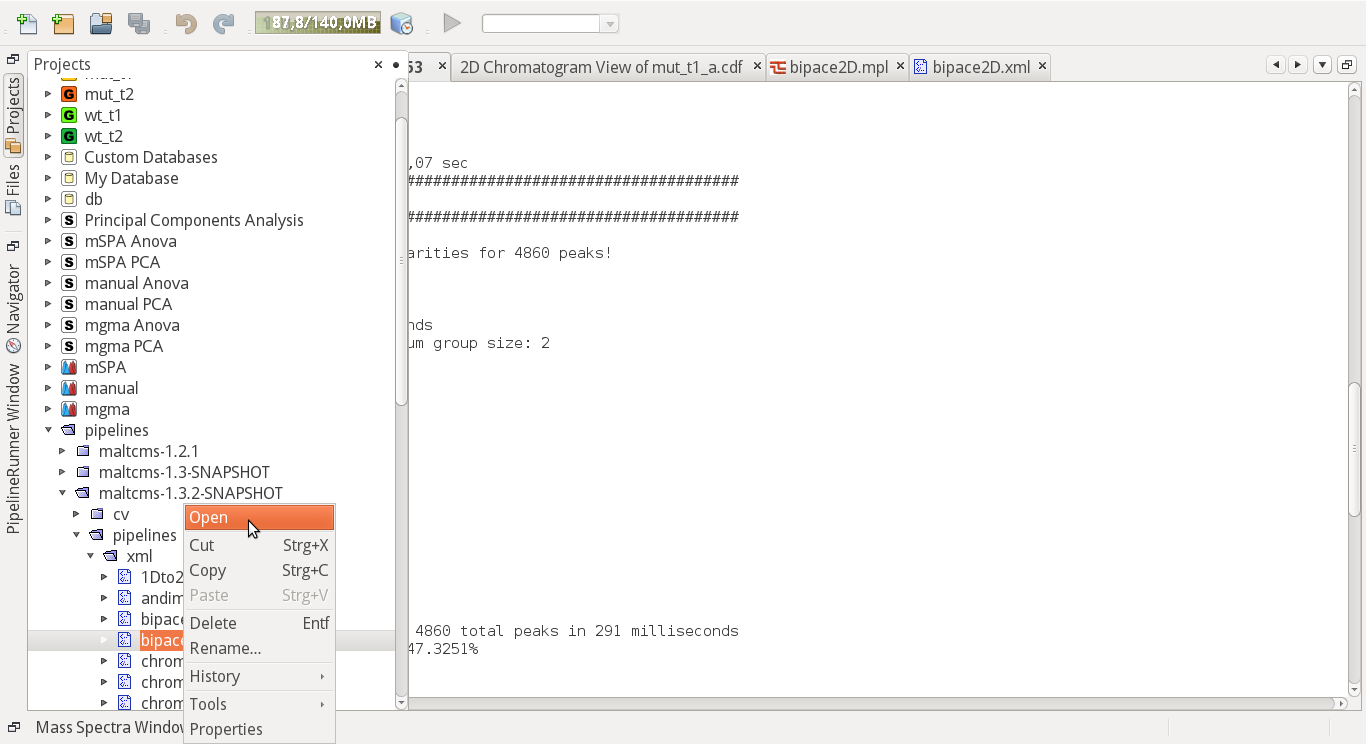 87,8/140,0MB
Projects
53
2D Chromatogram View of mut_t1_a.cdf
bipace2D.mpl
bipace2D.xml
Projects
Files
Navigator
PipelineRunner Window
G mut_t2
G wt_t1
G wt_t2
Custom Databases
My Database
db
S Principal Components Analysis
S mSPA Anova
S mSPA PCA
S manual Anova
S manual PCA
S mgma Anova
S mgma PCA
mSPA
manual
mgma
pipelines
maltcms-1.2.1
maltcms-1.3-SNAPSHOT
maltcms-1.3.2-SNAPSHOT
cv
pipelines
xml
1Dto2
andim
bipace
bipace
chrom
chrom
chrom
Open
Cut Strg+X
Copy Strg+C
Paste Strg+V
Delete Entf
Rename...
History
Tools
Properties
,07 sec
#####################################
#####################################
arities for 4860 peaks!
nds
um group size: 2
4860 total peaks in 291 milliseconds
47.3251%
Mass Spectra Window